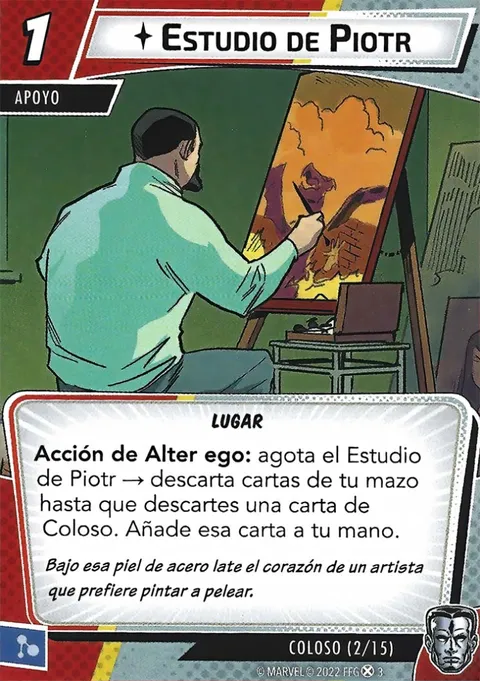 1
ESTUDIO DE PIOTR
APOYO
LUGAR
Acción de Alter ego: agota el Estudio
de Piotr → descarta cartas de tu mazo
hasta que descartes una carta de
Coloso. Añade esa carta a tu mano.
Bajo esa piel de acero late el corazón de un artista
que prefiere pintar a pelear.
COLOSO (2/15)
© MARVEL © 2022 FFG 3